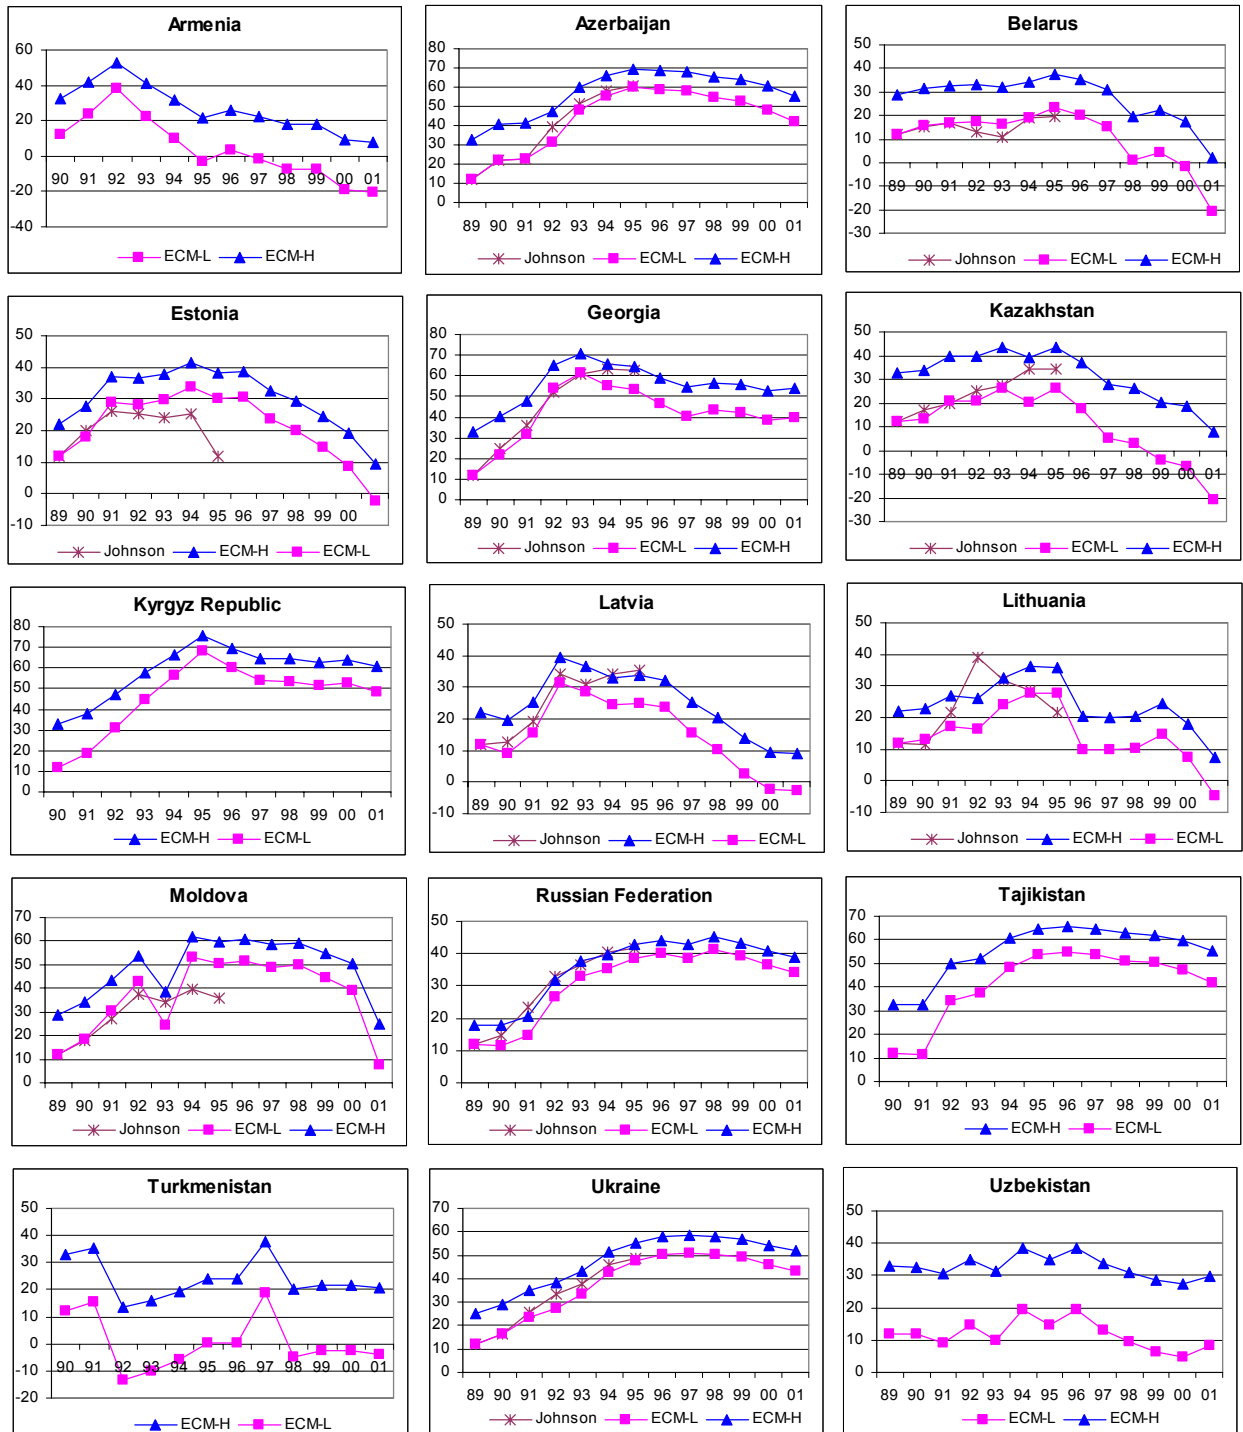 Armenia
60
40
20
0
-20
-40
90 91 92 93 94 95 96 97 98 99 00 01
ECM-L ECM-H
Azerbaijan
80
70
60
50
40
30
20
10
0
89 90 91 92 93 94 95 96 97 98 99 00 01
Johnson ECM-L ECM-H
Belarus
50
40
30
20
10
0
-10
-20
-30
89 90 91 92 93 94 95 96 97 98 99 00 01
Johnson ECM-L ECM-H
Estonia
50
40
30
20
10
0
-10
89 90 91 92 93 94 95 96 97 98 99 00
Johnson ECM-H ECM-L
Georgia
80
70
60
50
40
30
20
10
0
89 90 91 92 93 94 95 96 97 98 99 00 01
Johnson ECM-L ECM-H
Kazakhstan
50
40
30
20
10
0
-10
-20
-30
89 90 91 92 93 94 95 96 97 98 99 00 01
Johnson ECM-L ECM-H
Kyrgyz Republic
80
70
60
50
40
30
20
10
0
90 91 92 93 94 95 96 97 98 99 00 01
ECM-H ECM-L
Latvia
50
40
30
20
10
0
-10
89 90 91 92 93 94 95 96 97 98 99 00
Johnson ECM-H ECM-L
Lithuania
50
40
30
20
10
0
-10
89 90 91 92 93 94 95 96 97 98 99 00
Johnson ECM-H ECM-L
Moldova
70
60
50
40
30
20
10
0
89 90 91 92 93 94 95 96 97 98 99 00 01
Johnson ECM-L ECM-H
Russian Federation
50
40
30
20
10
0
89 90 91 92 93 94 95 96 97 98 99 00 01
Johnson ECM-L ECM-H
Tajikistan
70
60
50
40
30
20
10
0
90 91 92 93 94 95 96 97 98 99 00 01
ECM-H ECM-L
Turkmenistan
50
40
30
20
10
0
-10
-20
90 91 92 93 94 95 96 97 98 99 00 01
ECM-H ECM-L
Ukraine
70
60
50
40
30
20
10
0
89 90 91 92 93 94 95 96 97 98 99 00 01
Johnson ECM-L ECM-H
Uzbekistan
50
40
30
20
10
0
89 90 91 92 93 94 95 96 97 98 99 00 01
ECM-L ECM-H